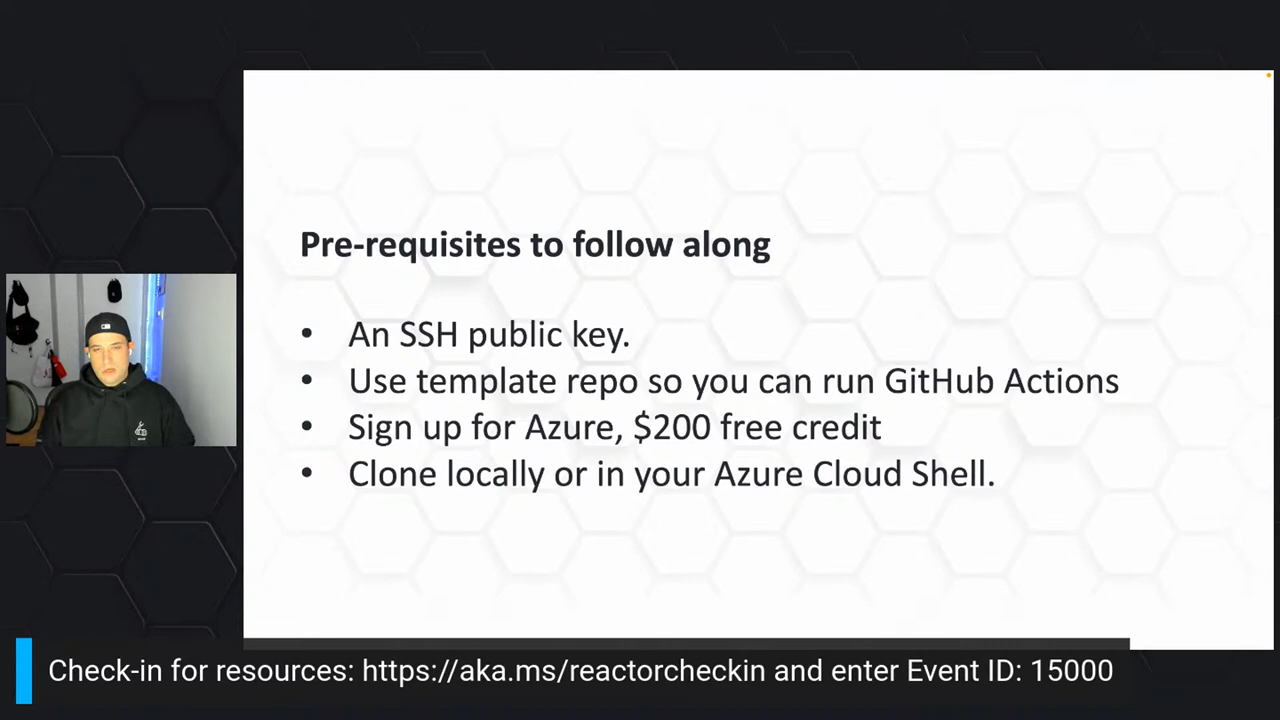 Pre-requisites to follow along
• An SSH public key.
• Use template repo so you can run GitHub Actions
• Sign up for Azure, $200 free credit
• Clone locally or in your Azure Cloud Shell.
Check-in for resources: https://aka.ms/reactorcheckin and enter Event ID: 15000